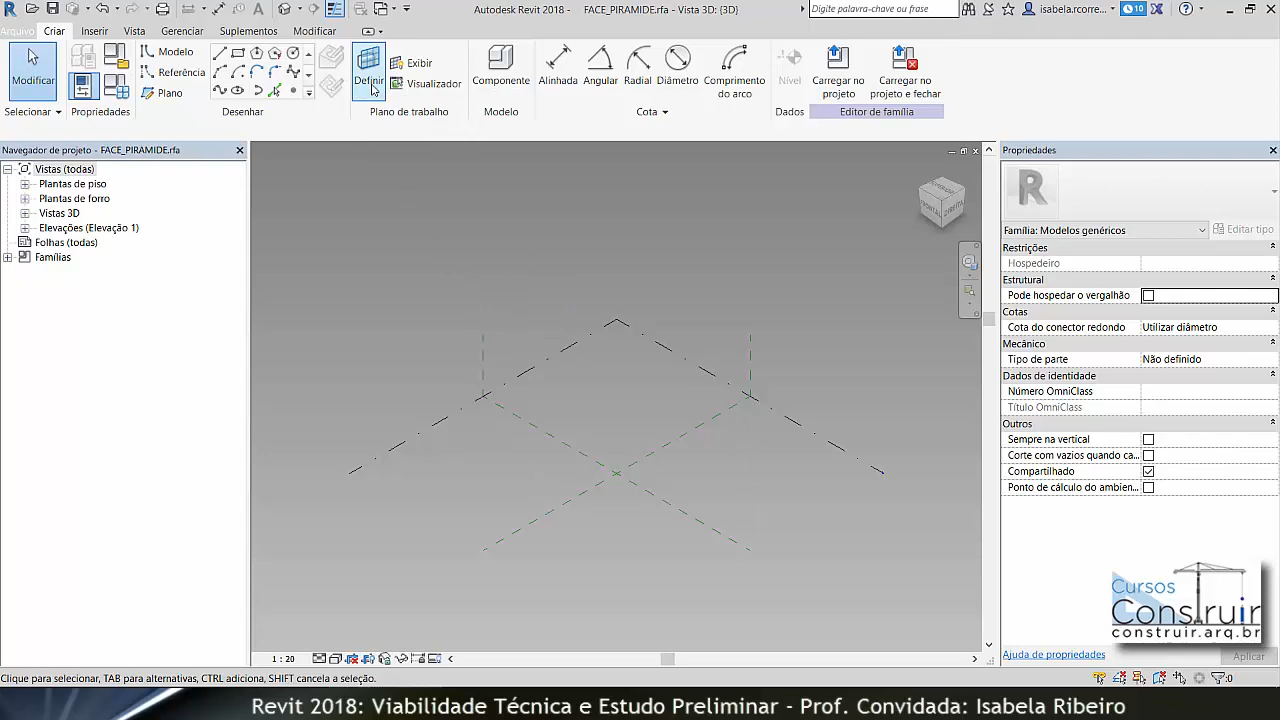 Autodesk Revit 2018 - FACE_PIRAMIDE.rfa - Vista 3D: {3D}
Digite palavra-chave ou frase
isabela.rcorre...
10
Arquivo Criar Inserir Vista Gerenciar Suplementos Modificar
Modificar
Modelo
Referência
Plano
Definir
Exibir
Visualizador
Componente
Alinhada
Angular
Radial
Diâmetro
Comprimento do arco
Nível
Carregar no projeto
Carregar no projeto e fechar
Selecionar
Propriedades
Desenhar
Plano de trabalho
Modelo
Cota
Dados
Editor de família
Navegador de projeto - FACE_PIRAMIDE.rfa
Vistas (todas)
Plantas de piso
Plantas de forro
Vistas 3D
Elevações (Elevação 1)
Folhas (todas)
Famílias
FRONTAL
DIREITA
Propriedades
R
Família: Modelos genéricos
Editar tipo
Restrições
Hospedeiro
Estrutural
Pode hospedar o vergalhão
Cotas
Cota do conector redondo Utilizar diâmetro
Mecânico
Tipo de parte Não definido
Dados de identidade
Número OmniClass
Título OmniClass
Outros
Sempre na vertical
Corte com vazios quando ca...
Compartilhado
Ponto de cálculo do ambien...
Cursos
Construir
construir.arq.br
Ajuda de propriedades
Aplicar
1 : 20
Clique para selecionar, TAB para alternativas, CTRL adiciona, SHIFT cancela a seleção.
:0
Revit 2018: Viabilidade Técnica e Estudo Preliminar - Prof. Convidada: Isabela Ribeiro